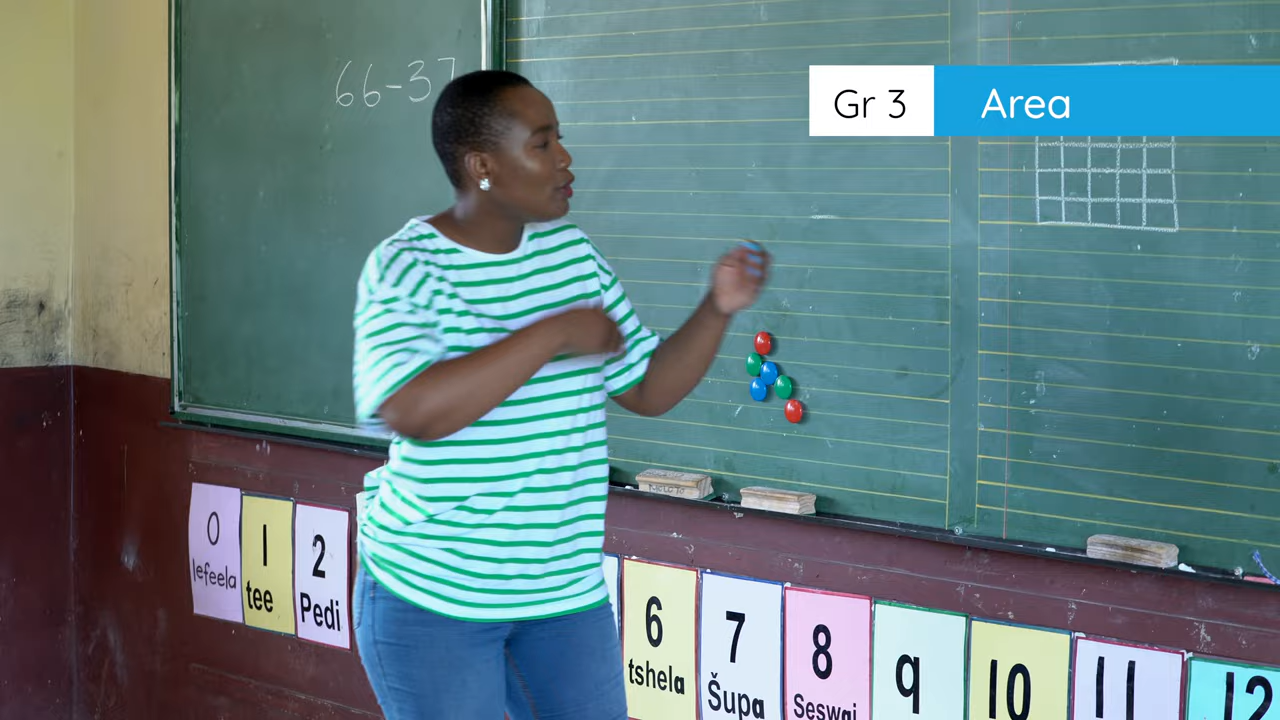 66-37
Gr 3 Area
0
lefeela
1
tee
2
Pedi
6
tshela
7
Šupa
8
Seswai
9
10
11
12